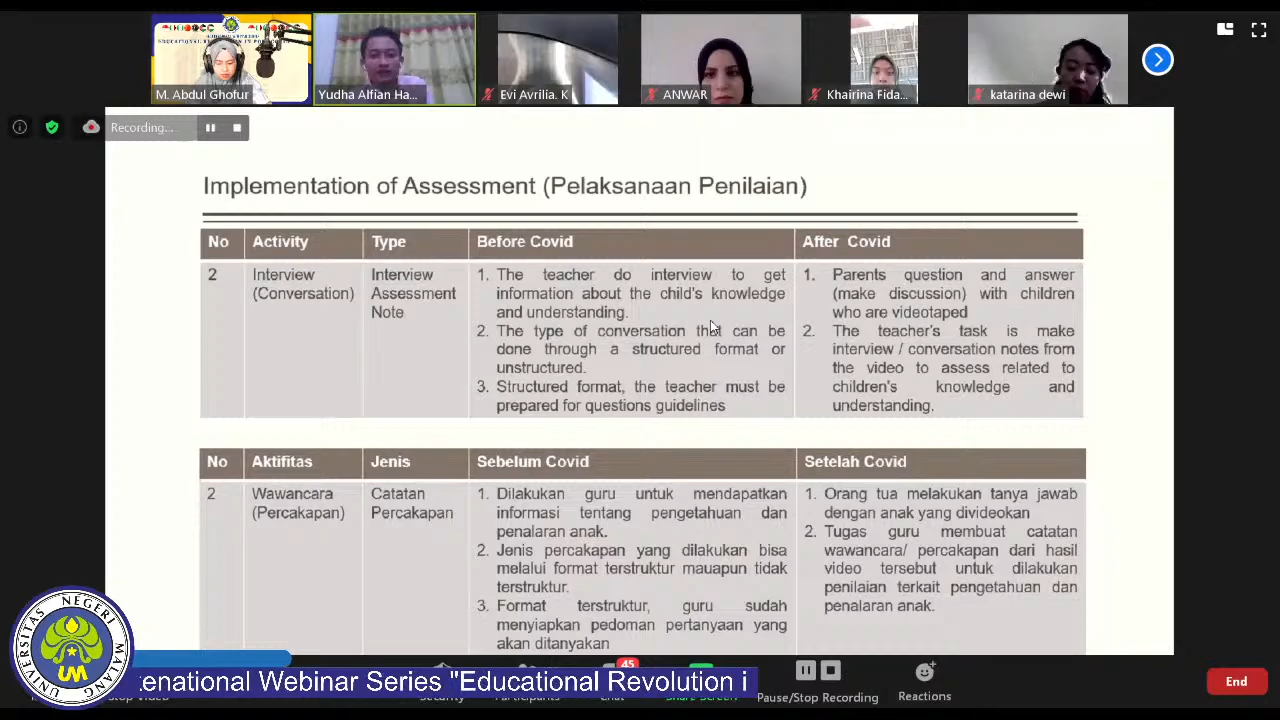 M. Abdul Ghofur
Yudha Alfian Ha...
Evi Avrilia. K
ANWAR
Khairina Fida...
katarina dewi
Recording...
Implementation of Assessment (Pelaksanaan Penilaian)
No Activity Type Before Covid After Covid
2 Interview (Conversation)
Interview Assessment Note
1. The teacher do interview to get
information about the child's knowledge
and understanding.
2. The type of conversation that can be
done through a structured format or
unstructured.
3. Structured format, the teacher must be
prepared for questions guidelines
1. Parents question and answer
(make discussion) with children
who are videotaped
2. The teacher's task is make
interview / conversation notes from
the video to assess related to
children's knowledge and
understanding.
No Aktifitas Jenis Sebelum Covid Setelah Covid
2 Wawancara (Percakapan)
Catatan Percakapan
1. Dilakukan guru untuk mendapatkan
informasi tentang pengetahuan dan
penalaran anak.
2. Jenis percakapan yang dilakukan bisa
melalui format terstruktur mauapun tidak
terstruktur.
3. Format terstruktur, guru sudah
menyiapkan pedoman pertanyaan yang
akan ditanyakan
1. Orang tua melakukan tanya jawab
dengan anak yang divideokan
2. Tugas guru membuat catatan
wawancara/ percakapan dari hasil
video tersebut untuk dilakukan
penilaian terkait pengetahuan dan
penalaran anak.
UNIVERSITAS NEGERI MALANG
UM
45
tenational Webinar Series "Educational Revolution i
Pause/Stop Recording
Reactions
End